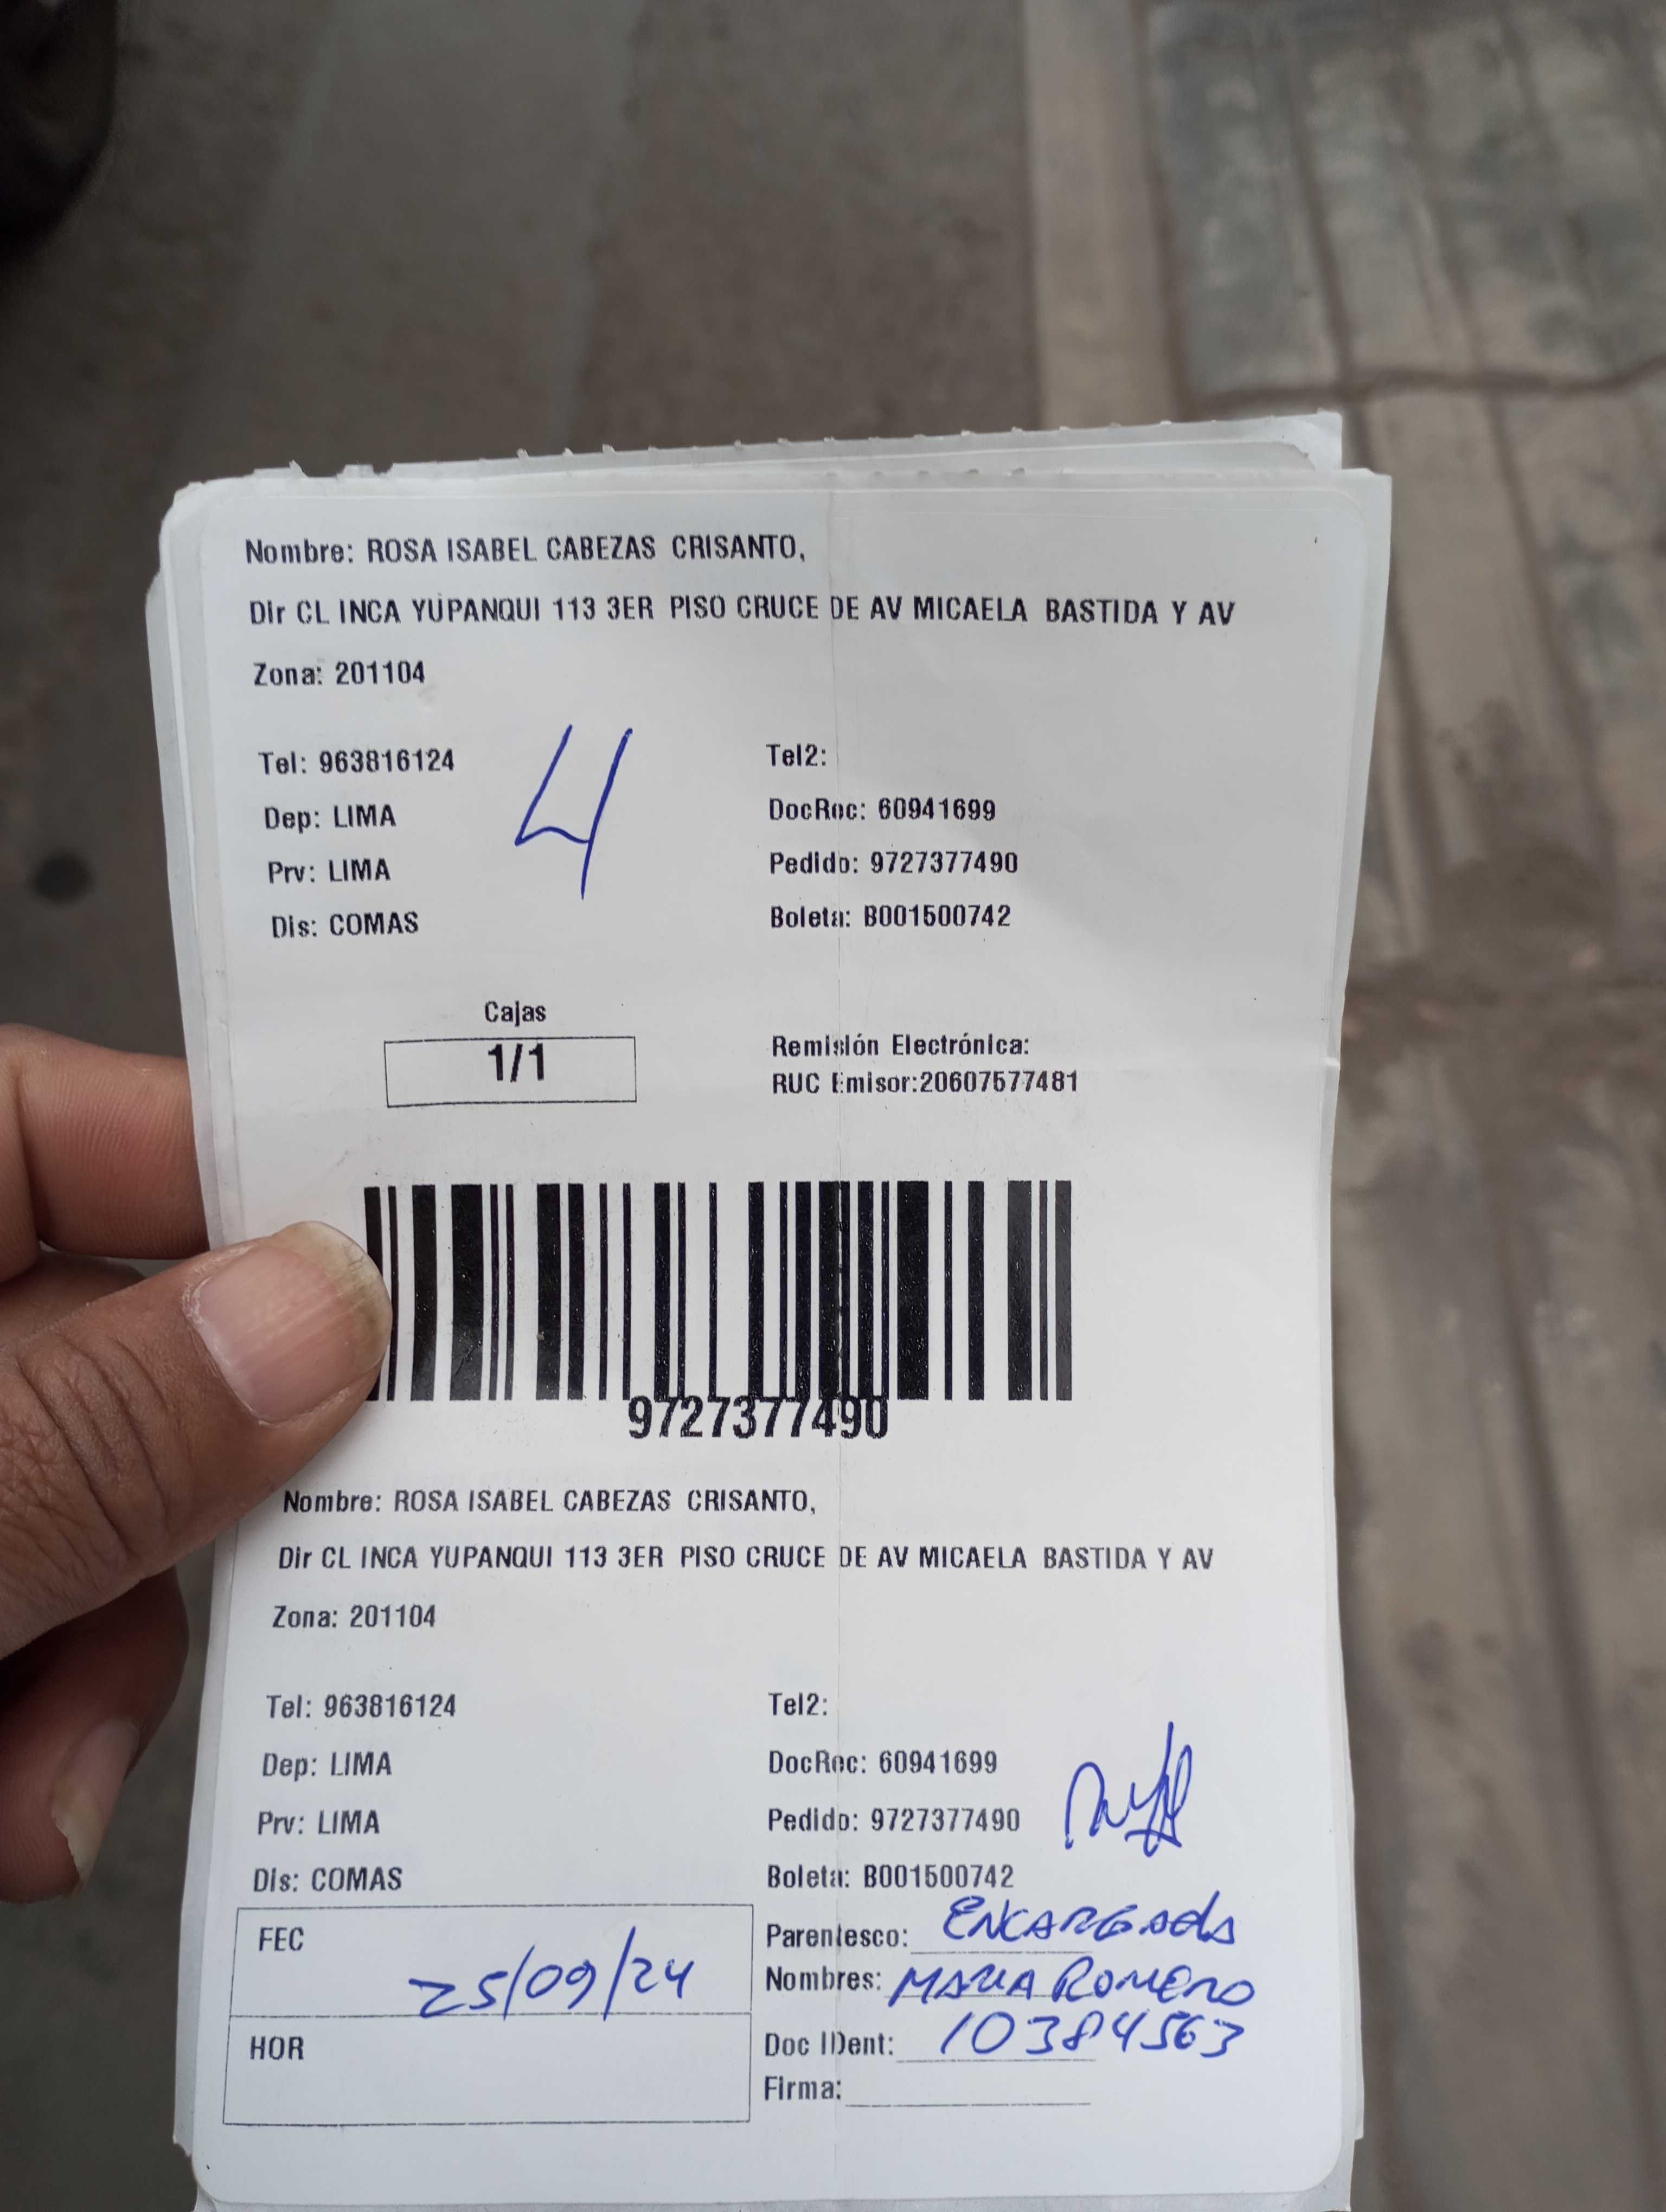 Nombre: ROSA ISABEL CABEZAS CRISANTO,
Dir CL INCA YUPANQUI 113 3ER PISO CRUCE DE AV MICAELA BASTIDA Y AV
Zona: 201104
4
Tel: 963816124 Tel2:
Dep: LIMA DocRec: 60941699
Prv: LIMA Pedido: 9727377490
Dis: COMAS Boleta: B001500742
Cajas
1/1
Remisión Electrónica:
RUC Emisor:20607577481
9727377490
Nombre: ROSA ISABEL CABEZAS CRISANTO,
Dir CL INCA YUPANQUI 113 3ER PISO CRUCE DE AV MICAELA BASTIDA Y AV
Zona: 201104
Tel: 963816124 Tel2:
Dep: LIMA DocRec: 60941699
Prv: LIMA Pedido: 9727377490
Dis: COMAS Boleta: B001500742
FEC 25/09/24
HOR
Parentesco: ENCARGADA
Nombres: MARIA ROMERO
Doc IDent: 10384563
Firma: